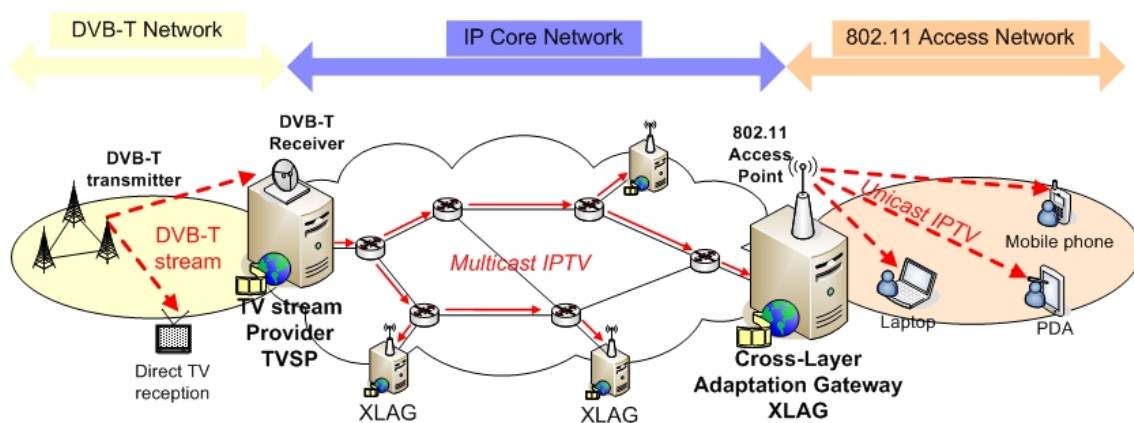 DVB-T Network
IP Core Network
802.11 Access Network
DVB-T
Receiver
802.11
Access
Point
DVB-T
transmitter
DVB-T
stream
Multicast IPTV
Unicast IPTV
Mobile phone
Laptop
PDA
TV stream
Provider
TVSP
Direct TV
reception
XLAG
XLAG
Cross-Layer
Adaptation Gateway
XLAG